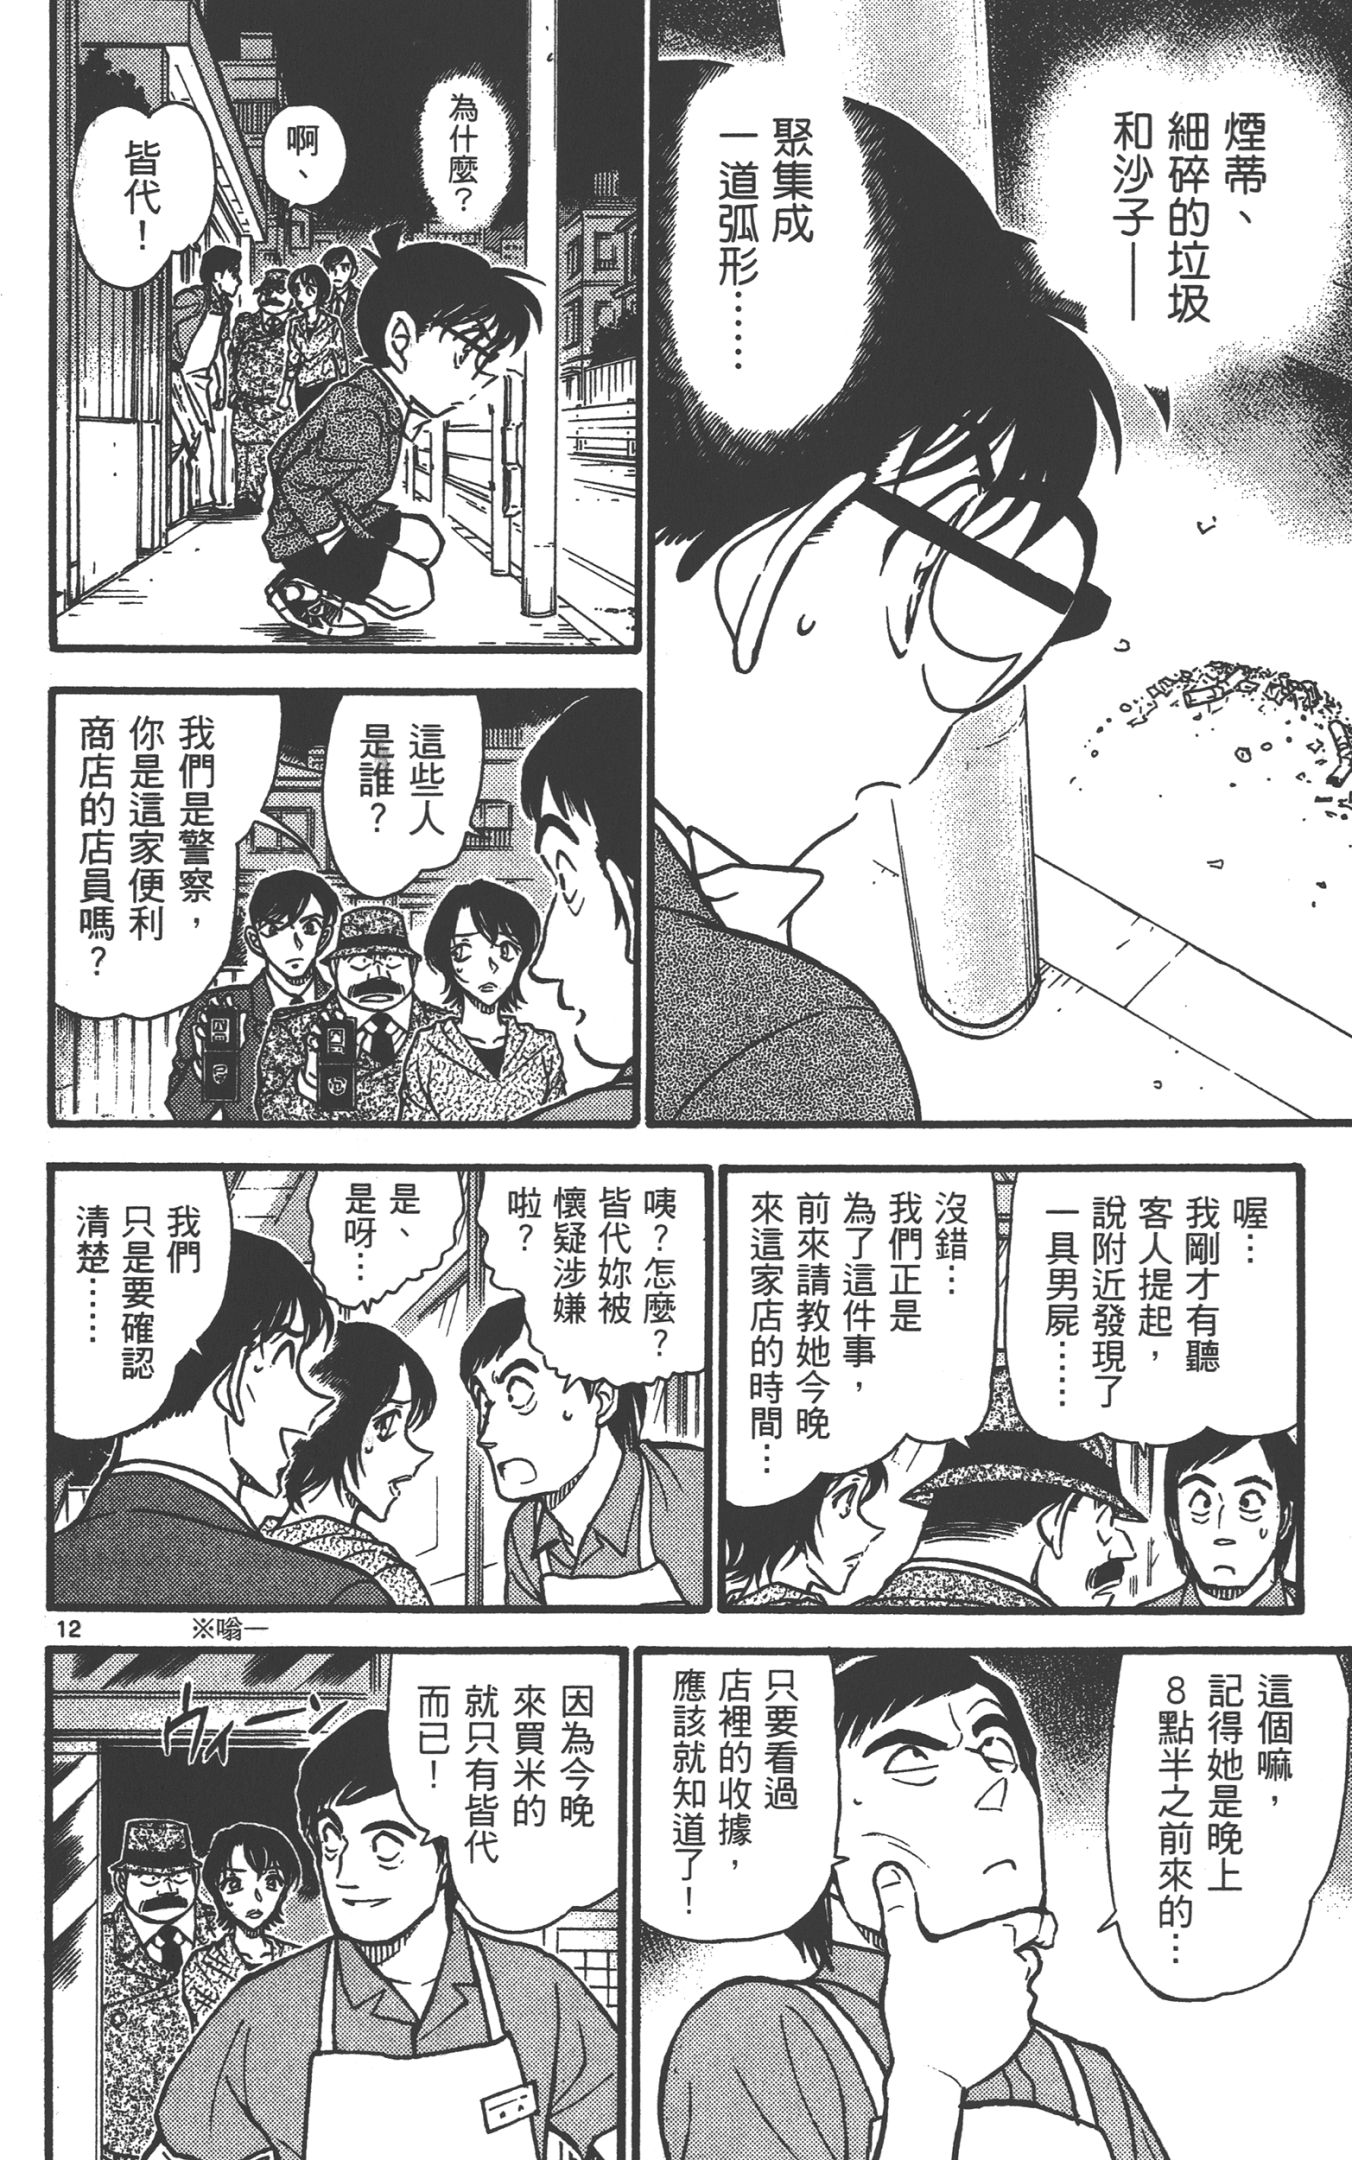 煙蒂、
細碎的垃圾
和沙子——
聚集成
一道弧形……
為什麼？
啊、
皆代！
這些人
是誰？
我們是警察，
你是這家便利
商店的店員嗎？
喔…
我剛才有聽
客人提起，
說附近發現了
一具男屍……
沒錯…
我們正是
為了這件事，
前來請教她今晚
來這家店的時間…
咦？怎麼？
皆代妳被
懷疑涉嫌
啦？
是、
是呀…
我們
只是要確認
清楚……
這個嘛，
記得她是晚上
8點半之前來的…
只要看過
店裡的收據，
應該就知道了！
因為今晚
來買米的
就只有皆代
而已！
ウィーン
※嗡—
12